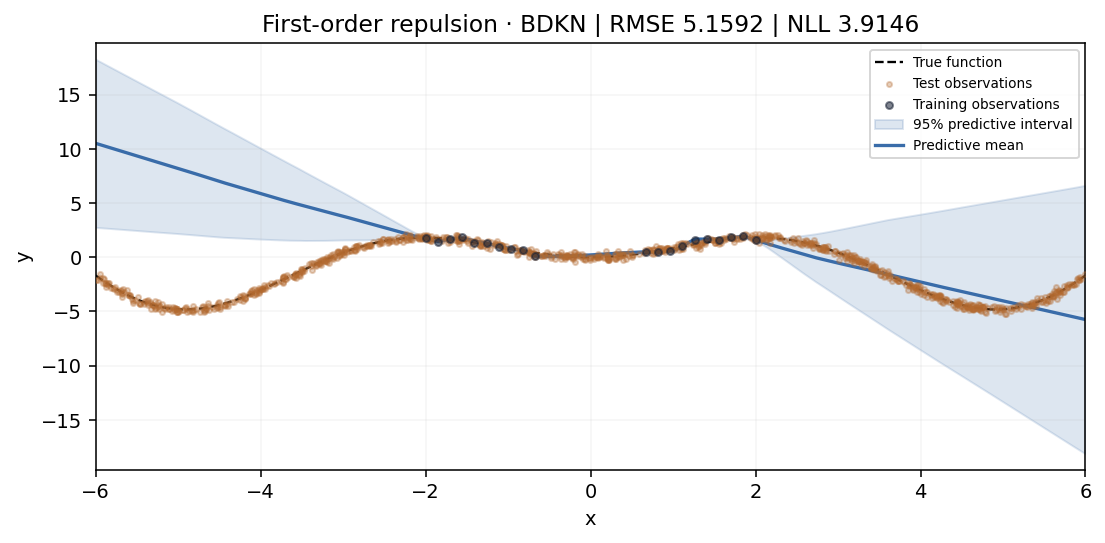 First-order repulsion · BDKN | RMSE 5.1592 | NLL 3.9146
True function
Test observations
Training observations
95% predictive interval
Predictive mean
15
10
5
0
−5
−10
−15
y
−6 −4 −2 0 2 4 6
x